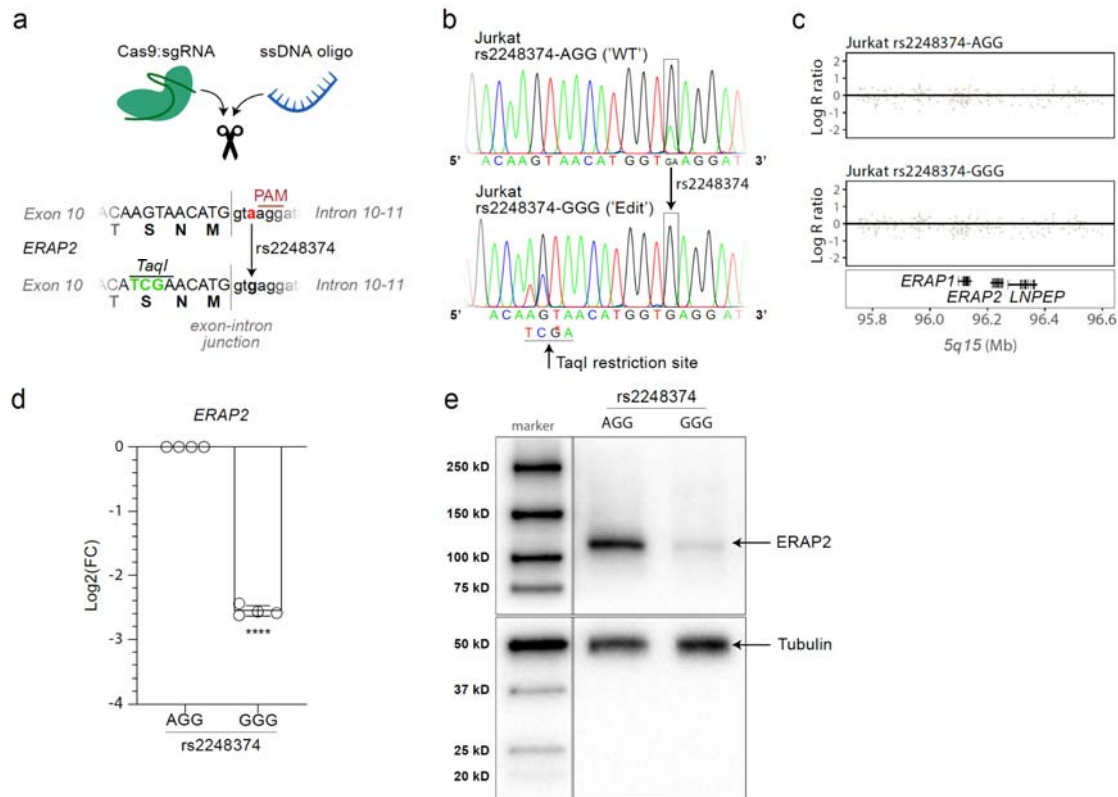 a
Cas9:sgRNA
ssDNA oligo
PAM
Exon 10
ACAAGTAACATG
gtaaggat
Intron 10-11
T S N M
ERAP2
rs2248374
TaqI
Exon 10
ACATCGAACATG
gtgaggat
Intron 10-11
T S N M
exon-intron
junction
b
Jurkat
rs2248374-AGG ('WT')
5' ACAAGTAACATGGTGAAGGAT 3'
Jurkat
rs2248374
rs2248374-GGG ('Edit')
5' ACAAGTAACATGGTGAGGAT 3'
TCGA
TaqI restriction site
c
Jurkat rs2248374-AGG
Log R ratio
2
1
0
-1
-2
Jurkat rs2248374-GGG
Log R ratio
2
1
0
-1
-2
ERAP1
ERAP2
LNPEP
95.8
96.0
96.2
96.4
96.6
5q15 (Mb)
d
ERAP2
Log2(FC)
0
-1
-2
-3
-4
****
AGG
GGG
rs2248374
e
rs2248374
marker
AGG
GGG
250 kD
150 kD
100 kD
75 kD
ERAP2
50 kD
Tubulin
37 kD
25 kD
20 kD